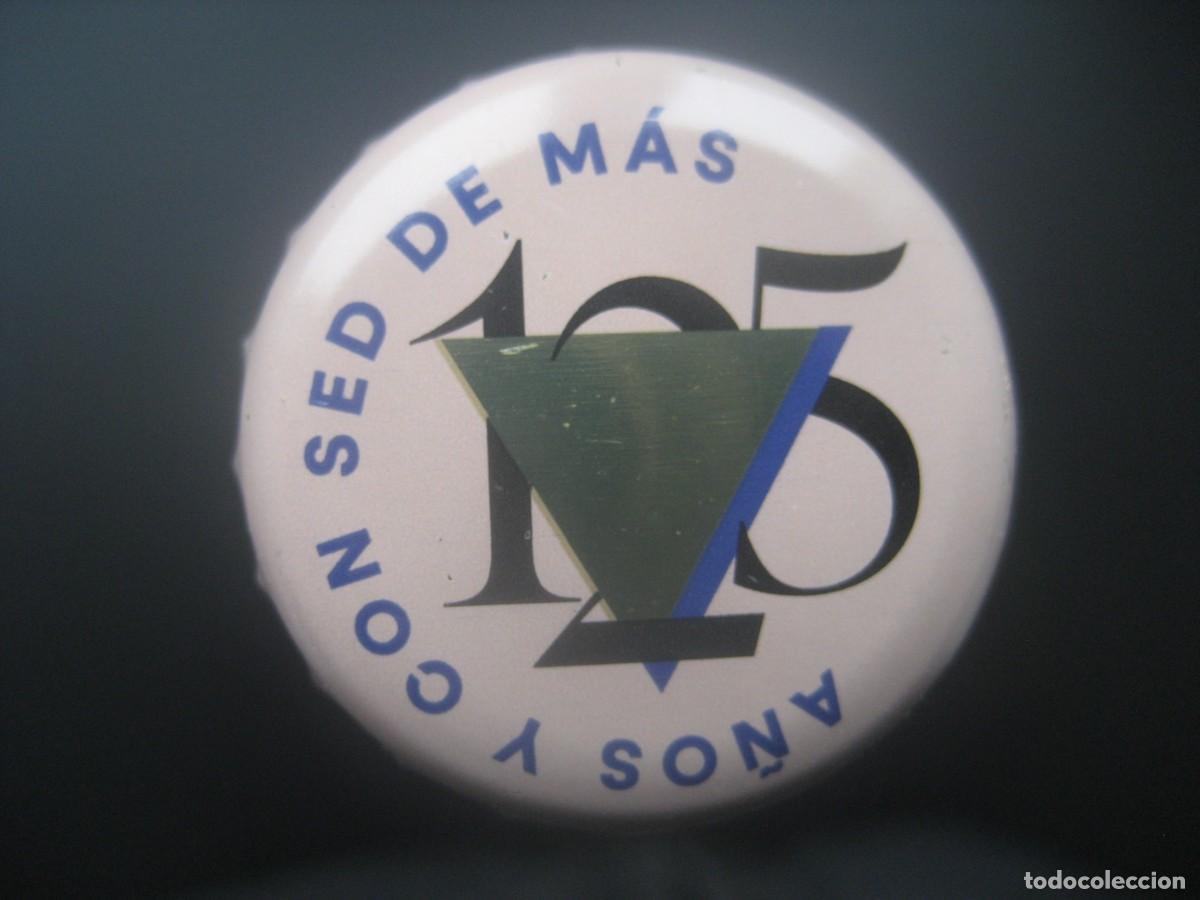 125
AÑOS Y CON SED DE MÁS
todocoleccion